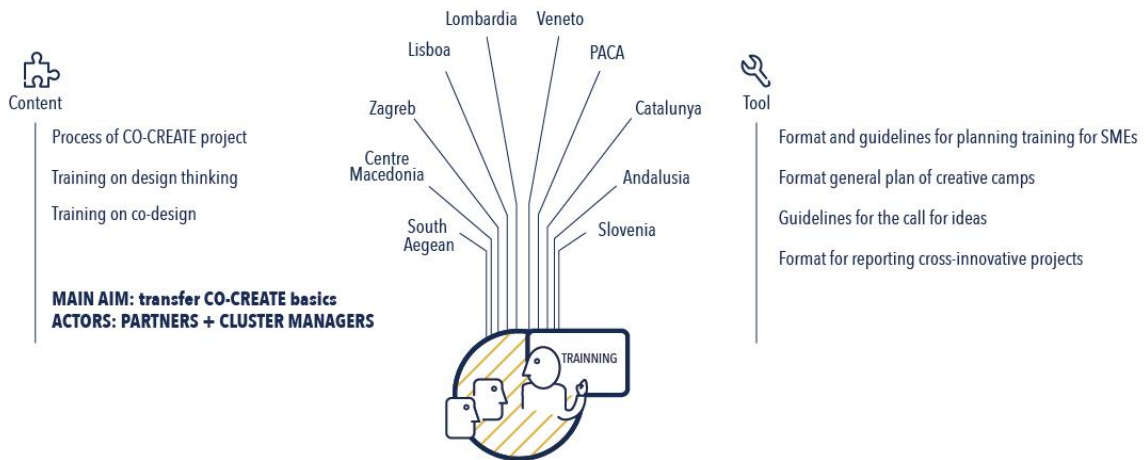 Content
Process of CO-CREATE project
Training on design thinking
Training on co-design
MAIN AIM: transfer CO-CREATE basics
ACTORS: PARTNERS + CLUSTER MANAGERS
Lombardia
Veneto
Lisboa
PACA
Zagreb
Catalunya
Centre
Macedonia
Andalusia
South
Aegean
Slovenia
TRAINNING
Tool
Format and guidelines for planning training for SMEs
Format general plan of creative camps
Guidelines for the call for ideas
Format for reporting cross-innovative projects